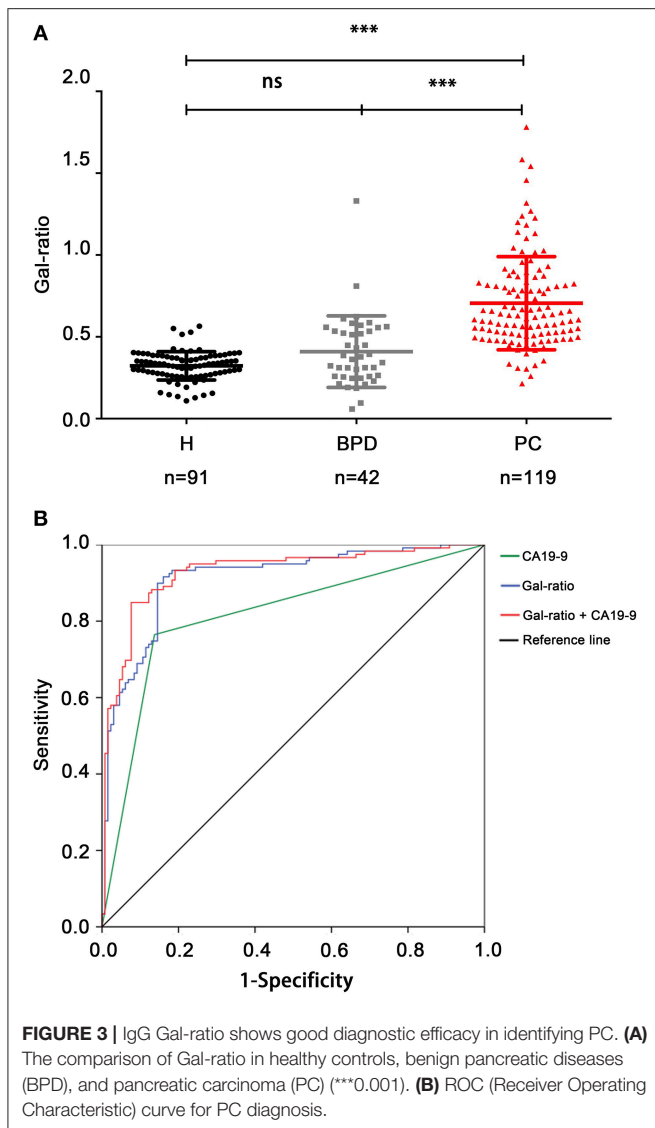 A
***
ns
***
2.0
1.5
1.0
0.5
0.0
Gal-ratio
H
BPD
PC
n=91
n=42
n=119
B
1.0
0.8
0.6
0.4
0.2
0.0
Sensitivity
0.0
0.2
0.4
0.6
0.8
1.0
1-Specificity
CA19-9
Gal-ratio
Gal-ratio + CA19-9
Reference line
FIGURE 3 | IgG Gal-ratio shows good diagnostic efficacy in identifying PC. (A)
The comparison of Gal-ratio in healthy controls, benign pancreatic diseases
(BPD), and pancreatic carcinoma (PC) (***0.001). (B) ROC (Receiver Operating
Characteristic) curve for PC diagnosis.